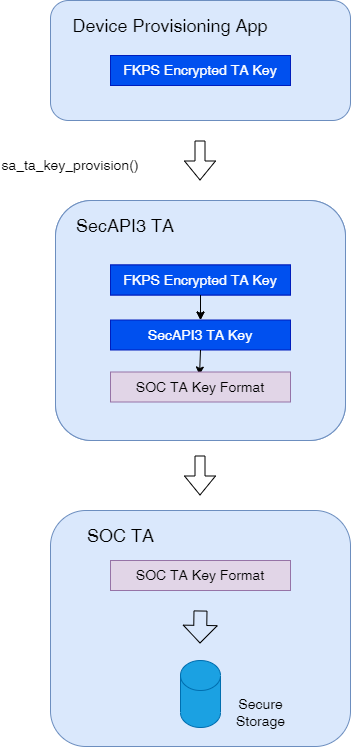 Device Provisioning App
FKPS Encrypted TA Key
sa_ta_key_provision()
SecAPI3 TA
FKPS Encrypted TA Key
SecAPI3 TA Key
SOC TA Key Format
SOC TA
SOC TA Key Format
Secure
Storage